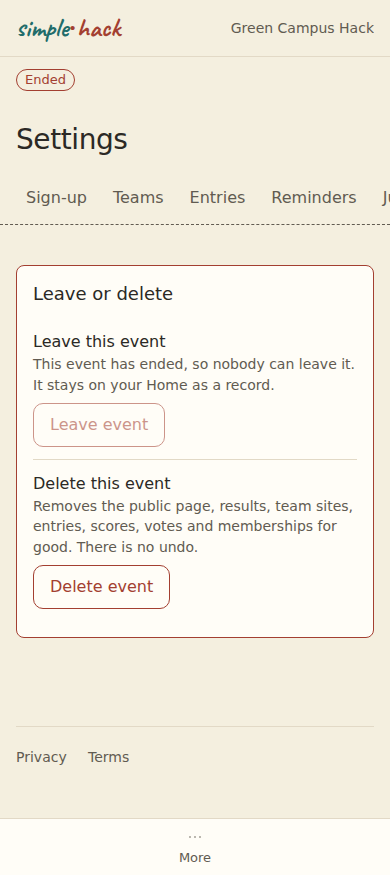 simple·hack
Green Campus Hack
Ended
Settings
Sign-up Teams Entries Reminders
Leave or delete
Leave this event
This event has ended, so nobody can leave it.
It stays on your Home as a record.
Leave event
Delete this event
Removes the public page, results, team sites,
entries, scores, votes and memberships for
good. There is no undo.
Delete event
Privacy Terms
...
More